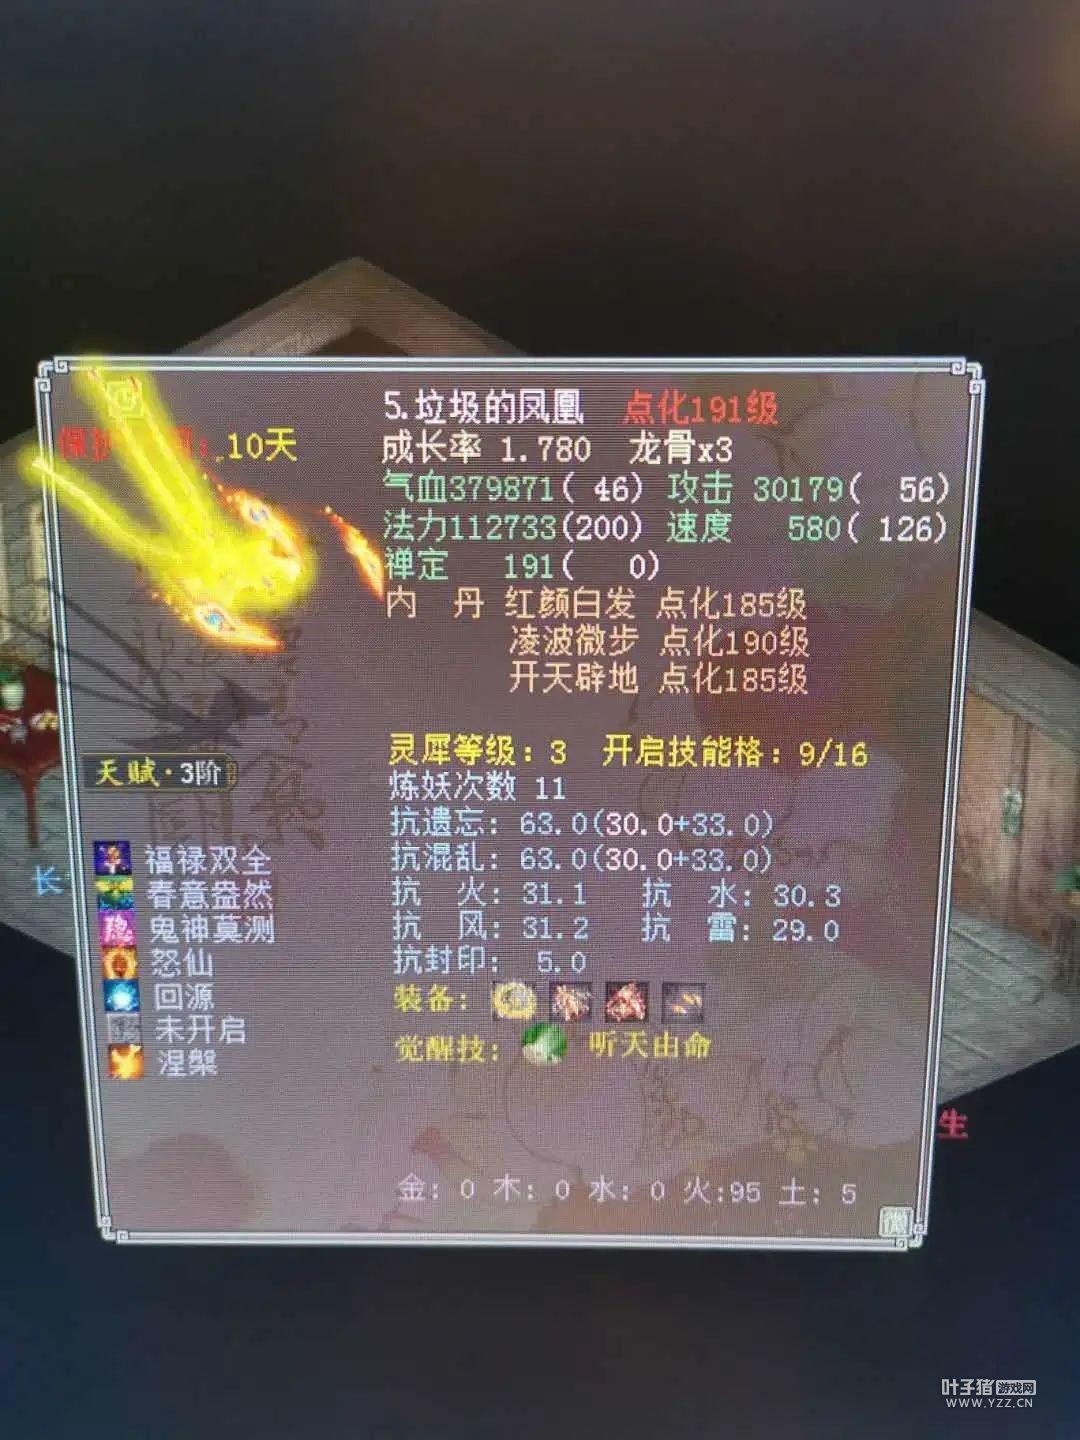 5.垃圾的凤凰 点化191级
10天
成长率 1.780 龙骨x3
气血379871( 46) 攻击 30179( 56)
法力112733(200) 速度 580( 126)
禅定 191( 0)
内 丹 红颜白发 点化185级
凌波微步 点化190级
开天辟地 点化185级
灵犀等级：3 开启技能格：9/16
天赋·3阶
炼妖次数 11
抗遗忘: 63.0(30.0+33.0)
抗混乱: 63.0(30.0+33.0)
抗 火: 31.1 抗 水: 30.3
抗 风: 31.2 抗 雷: 29.0
抗封印: 5.0
装备:
觉醒技: 听天由命
福禄双全
春意盎然
鬼神莫测
怒仙
回源
未开启
涅槃
长
生
金: 0 木: 0 水: 0 火:95 土: 5
叶子猪游戏网
WWW.YZZ.CN